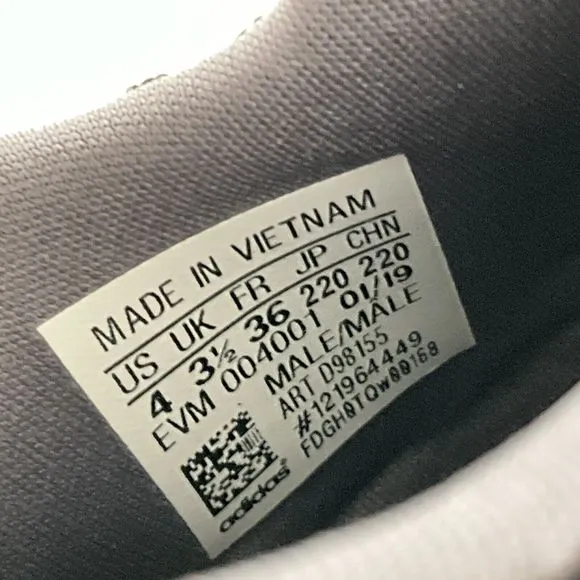 MADE IN VIETNAM
US UK FR JP CHN
4 3½ 36 220 220
EVM 004001 01/19
MALE/MÂLE
ART D98155
#121964449
FDGH0TQw00168
adidas